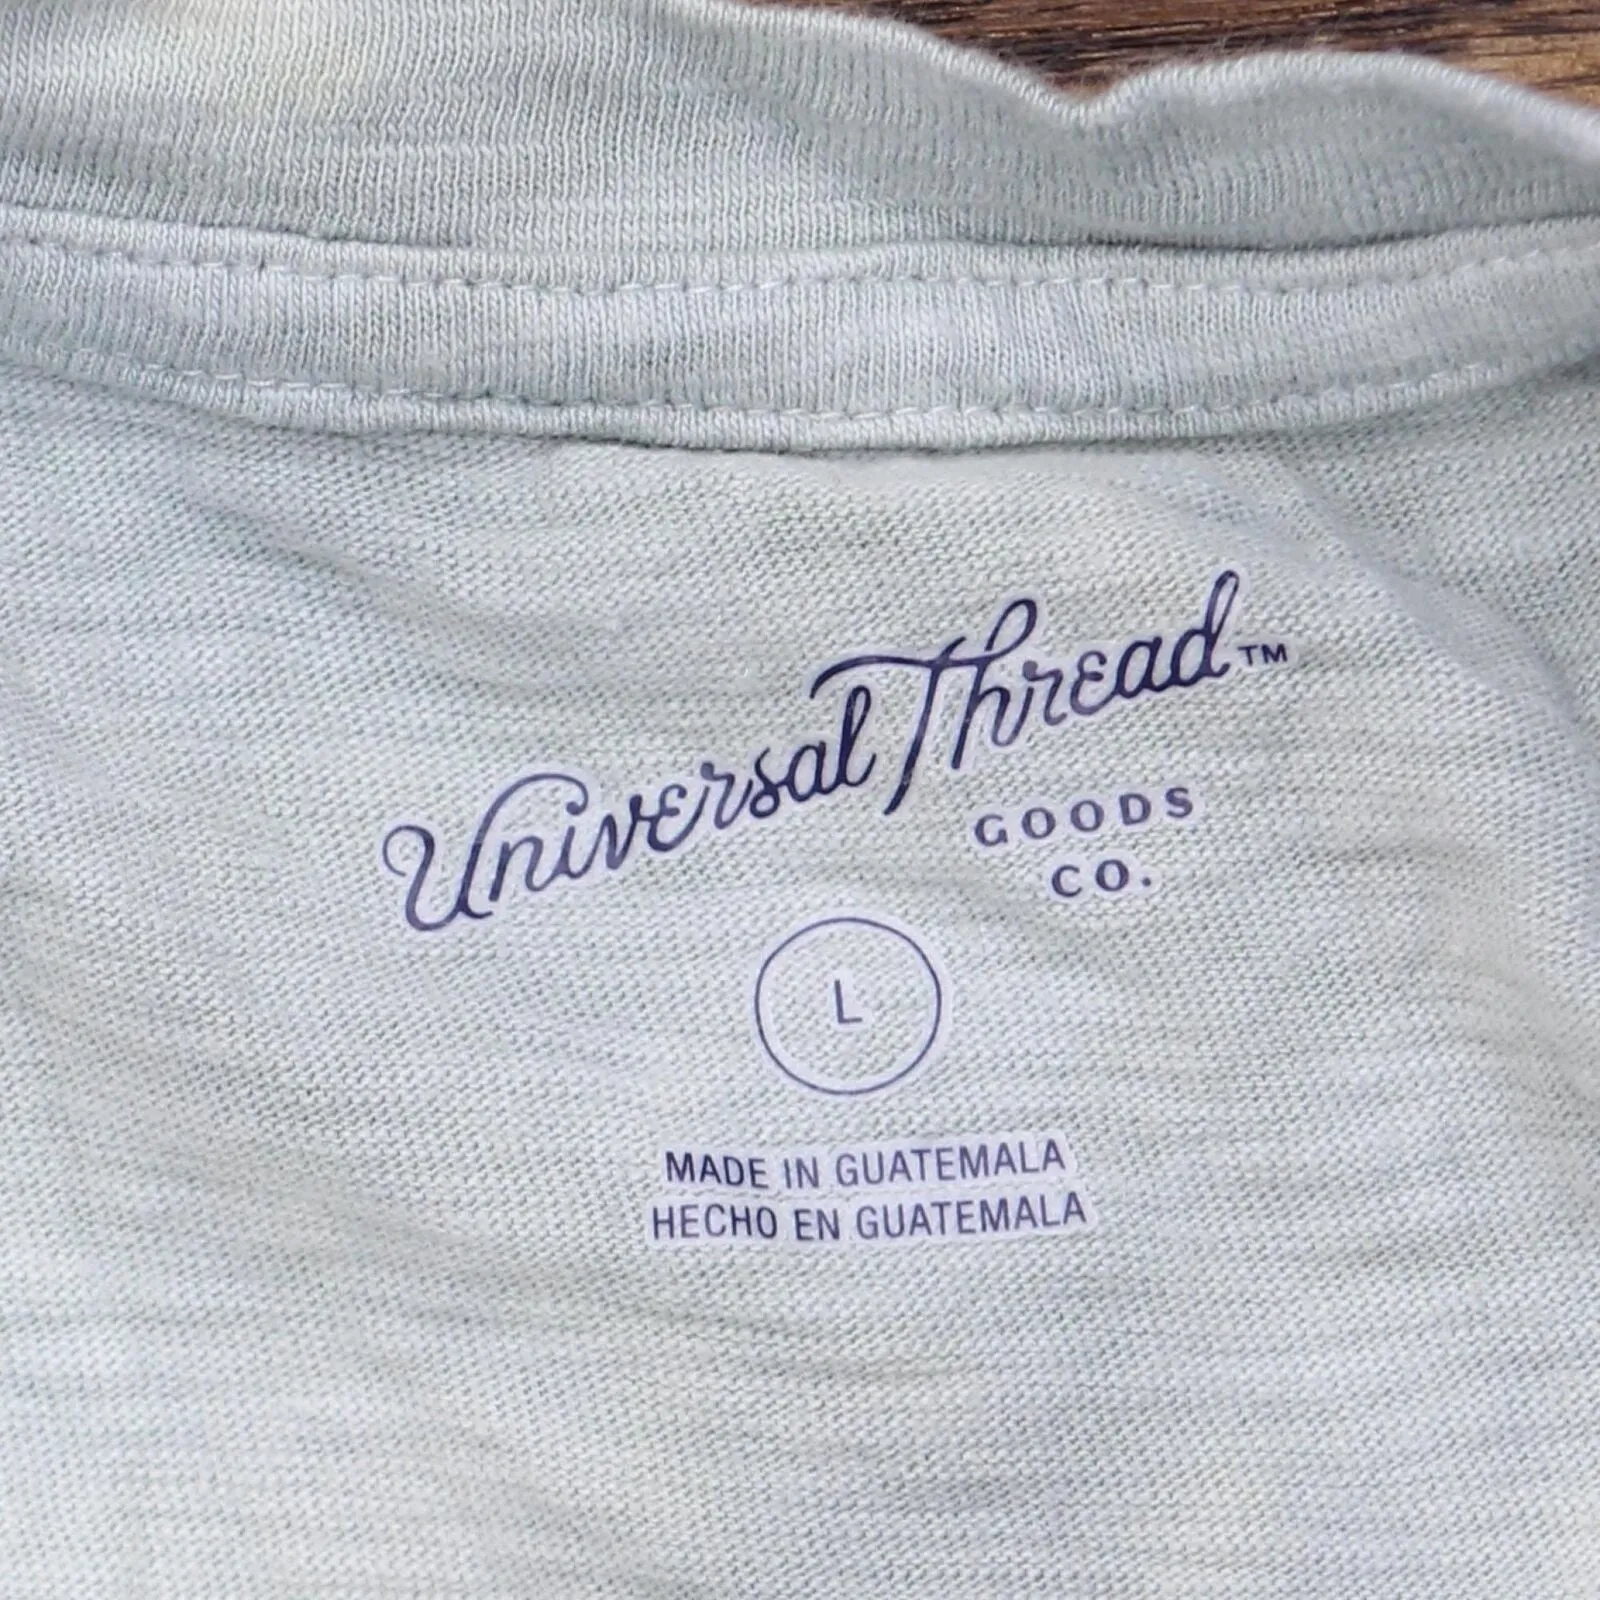 Universal Thread™
GOODS
CO.
L
MADE IN GUATEMALA
HECHO EN GUATEMALA